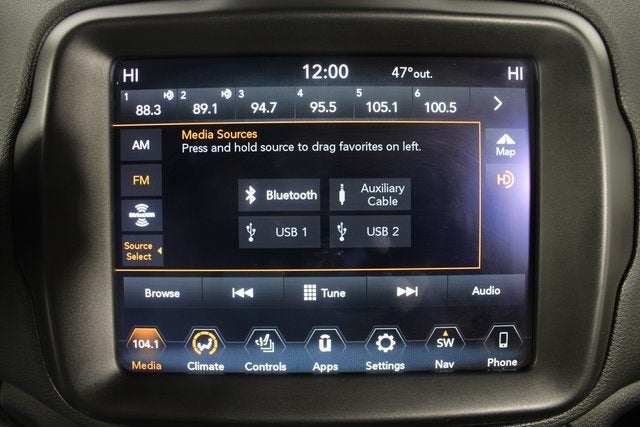 HI 12:00 47°out. HI
1 88.3 2 89.1 3 94.7 4 95.5 5 105.1 6 100.5
Media Sources
Press and hold source to drag favorites on left.
AM
FM
SiriusXM
Source
Select
Bluetooth
Auxiliary
Cable
USB 1
USB 2
Map
HD
Browse
Tune
Audio
104.1
SW
Media Climate Controls Apps Settings Nav Phone